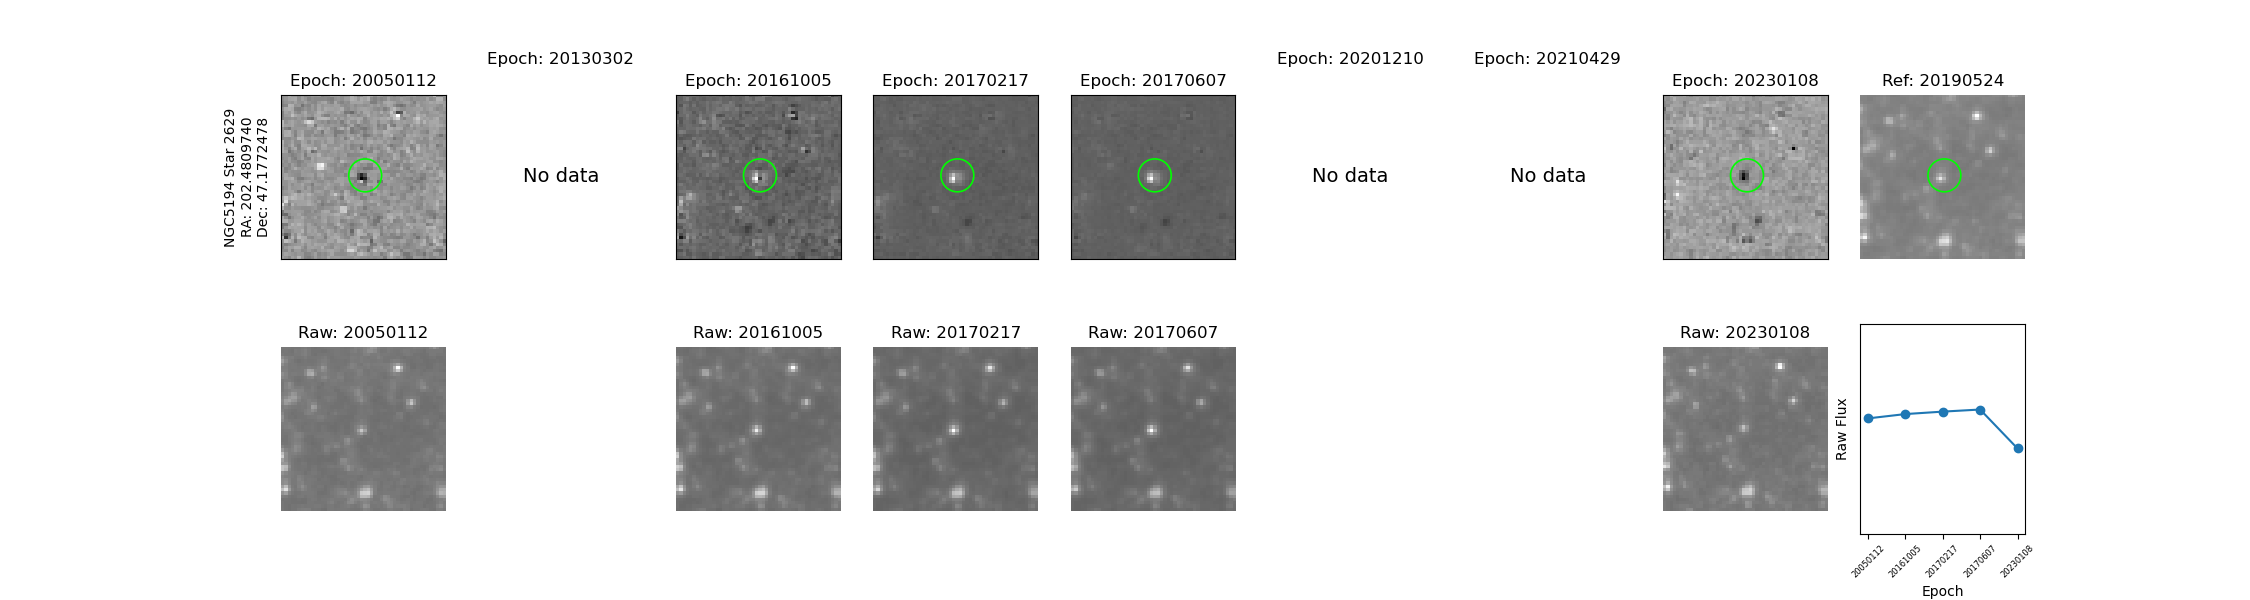 Epoch: 20130302
Epoch: 20201210
Epoch: 20210429
Epoch: 20050112
Epoch: 20161005
Epoch: 20170217
Epoch: 20170607
Epoch: 20230108
Ref: 20190524
NGC5194 Star 2629
RA: 202.4809740
Dec: 47.1772478
No data
No data
No data
Raw: 20050112
Raw: 20161005
Raw: 20170217
Raw: 20170607
Raw: 20230108
Raw Flux
20050112
20161005
20170217
20170607
20230108
Epoch